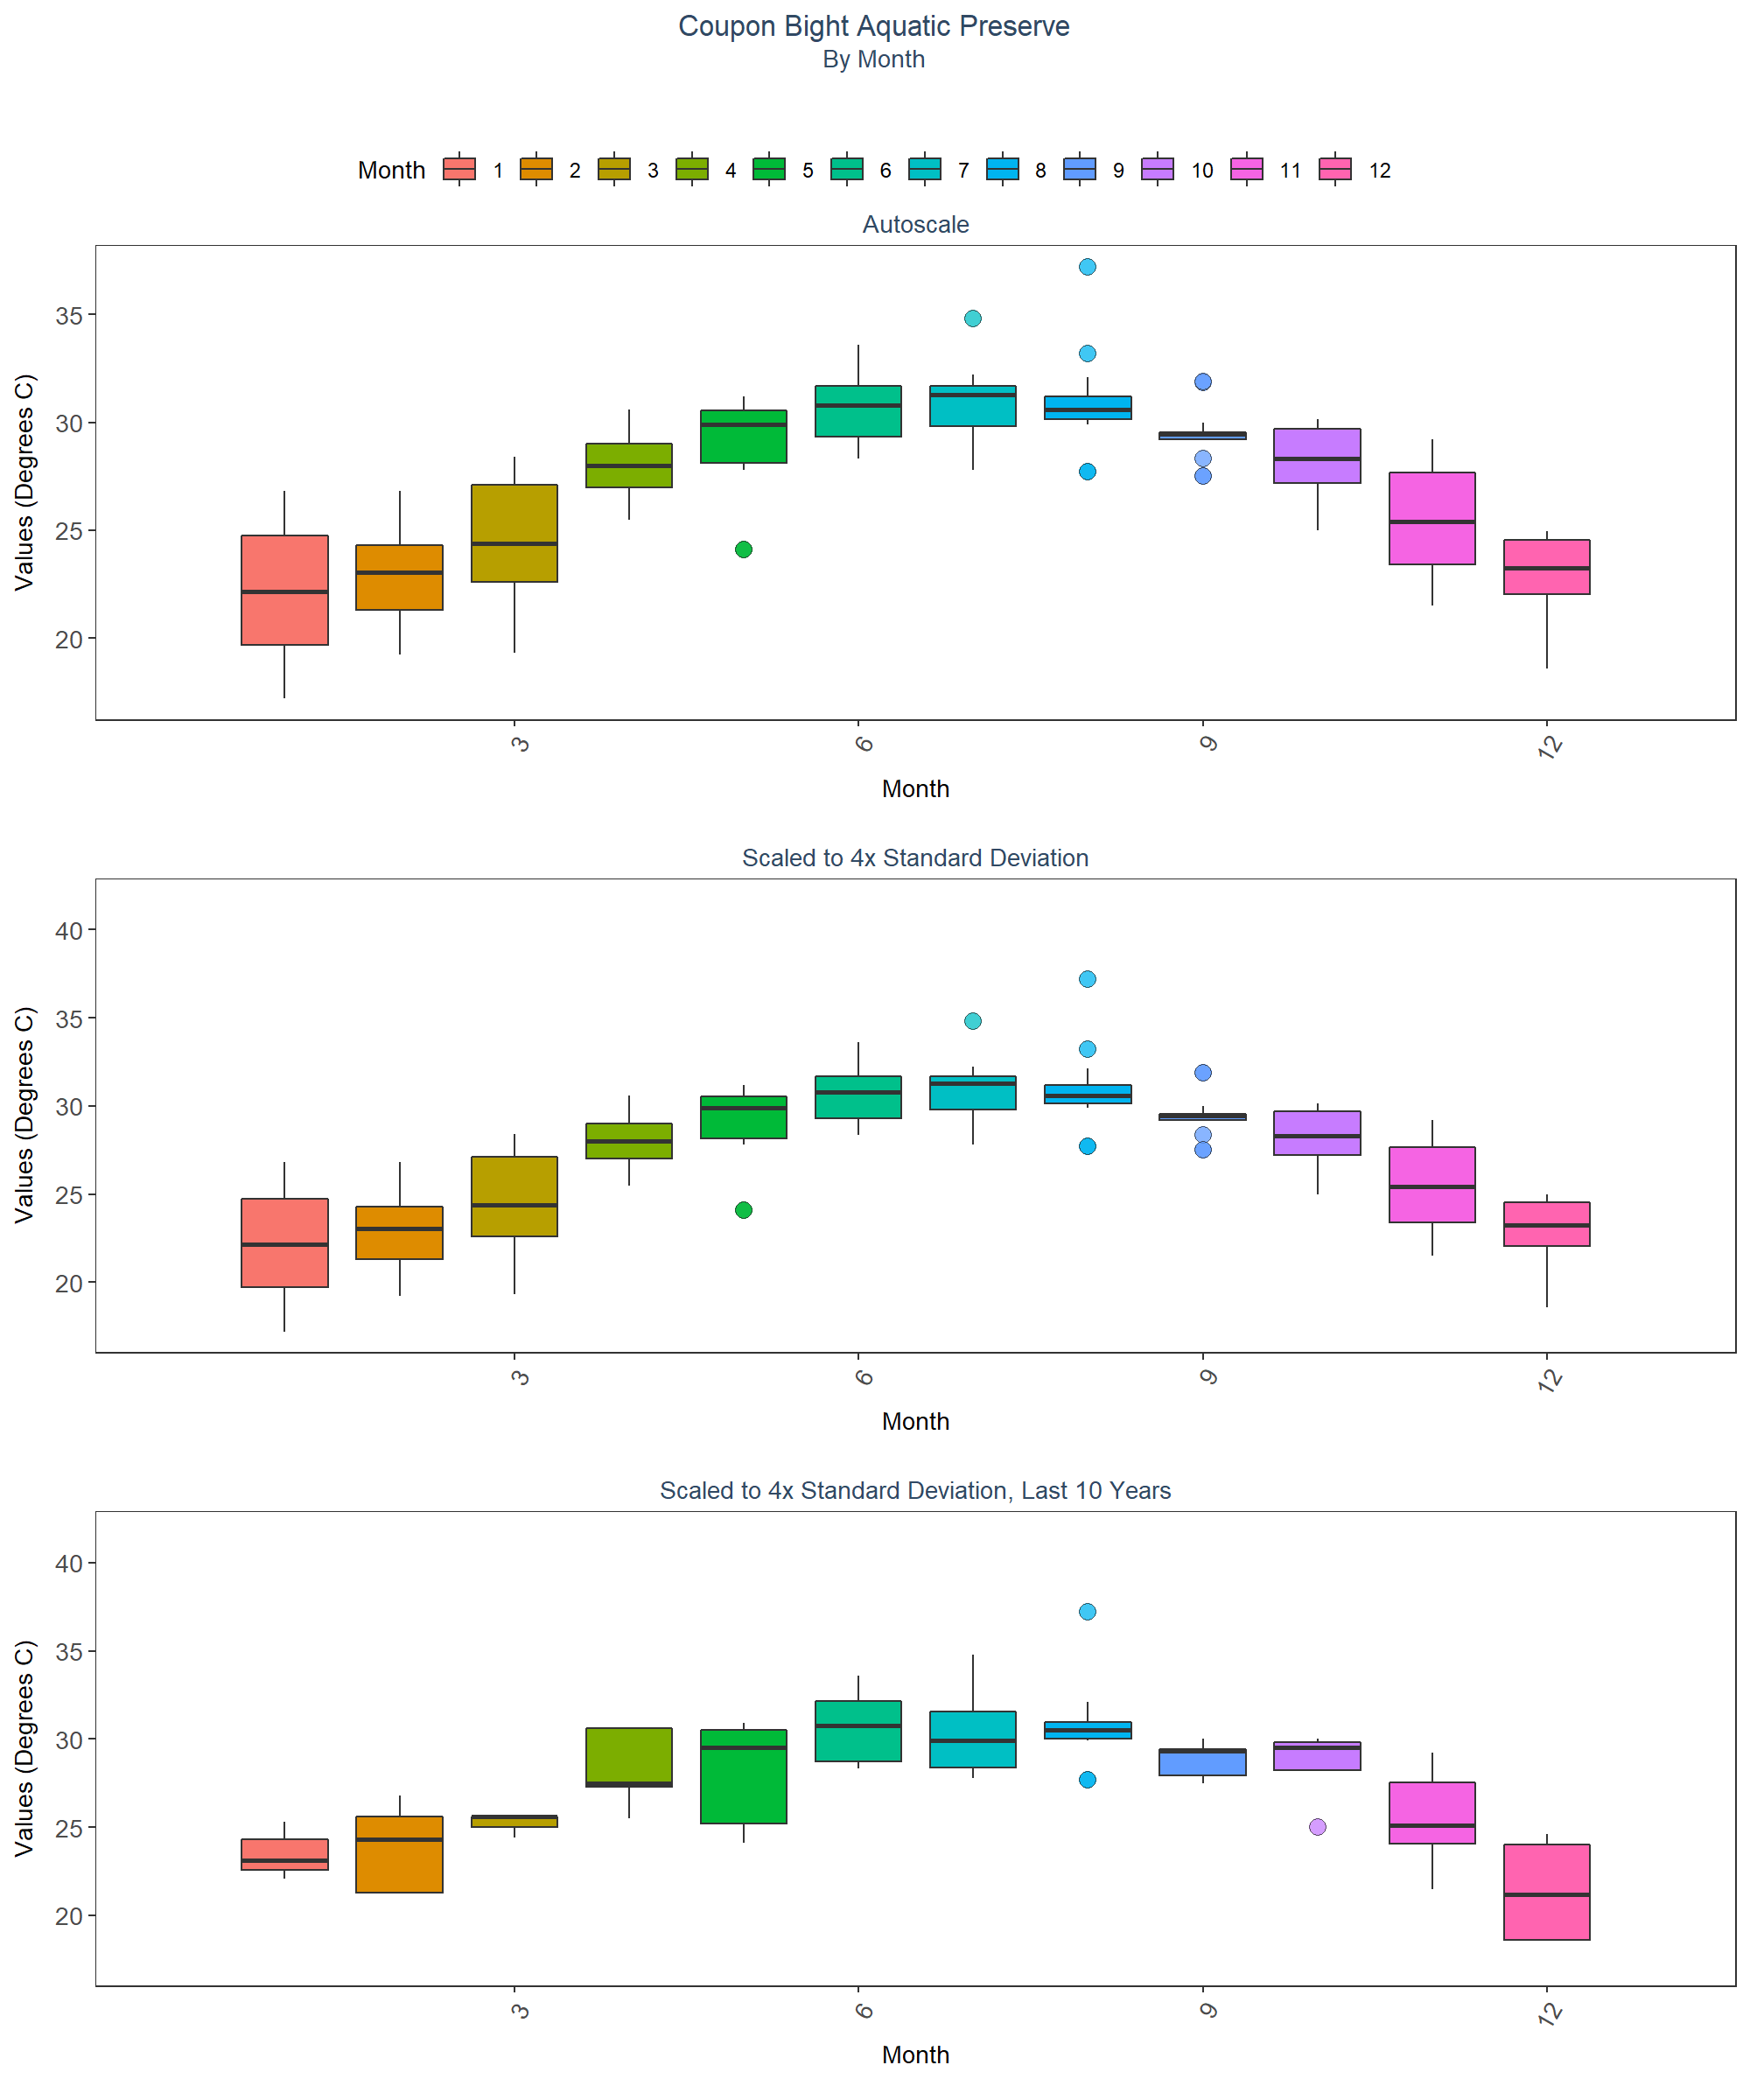 Coupon Bight Aquatic Preserve
By Month
Month 1 2 3 4 5 6 7 8 9 10 11 12
Autoscale
Values (Degrees C)
35
30
25
20
3 6 9 12
Month
Scaled to 4x Standard Deviation
Values (Degrees C)
40
35
30
25
20
3 6 9 12
Month
Scaled to 4x Standard Deviation, Last 10 Years
Values (Degrees C)
40
35
30
25
20
3 6 9 12
Month